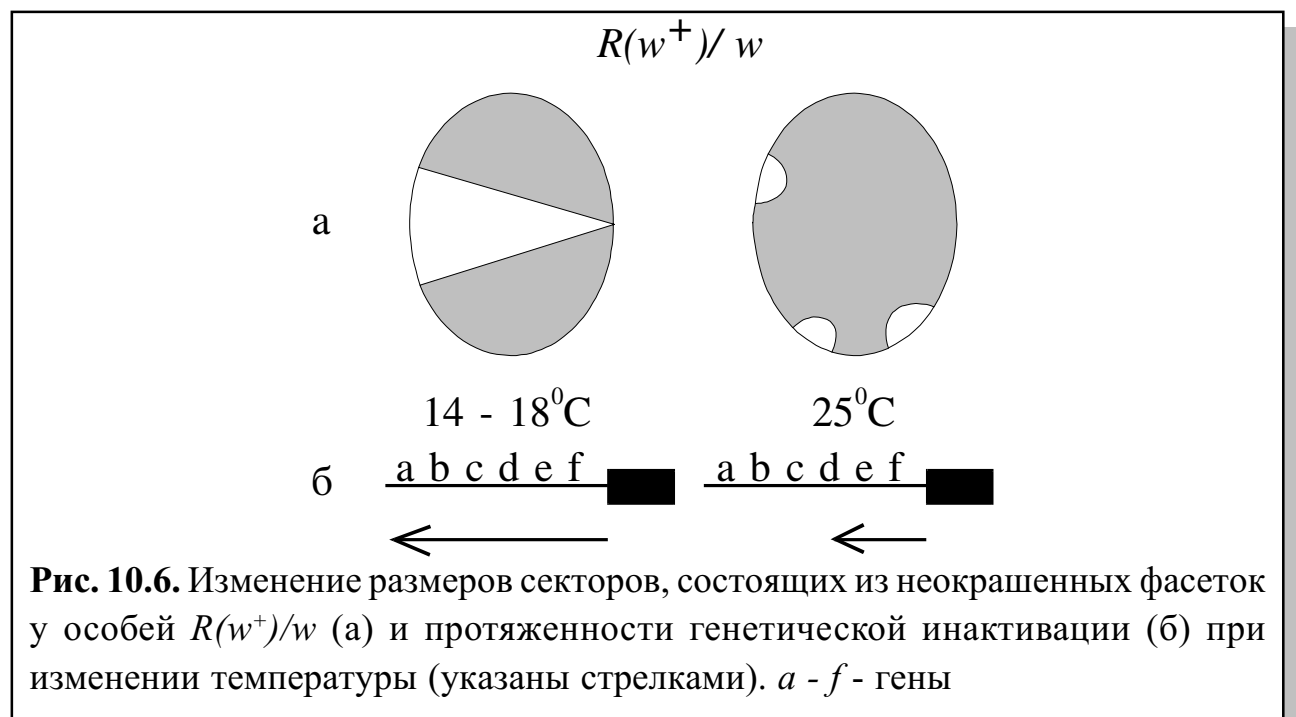 R(w+)/ w
а
14 - 18⁰C 25⁰C
б a b c d e f a b c d e f
Рис. 10.6. Изменение размеров секторов, состоящих из неокрашенных фасеток
у особей R(w+)/w (а) и протяженности генетической инактивации (б) при
изменении температуры (указаны стрелками). a - f - гены